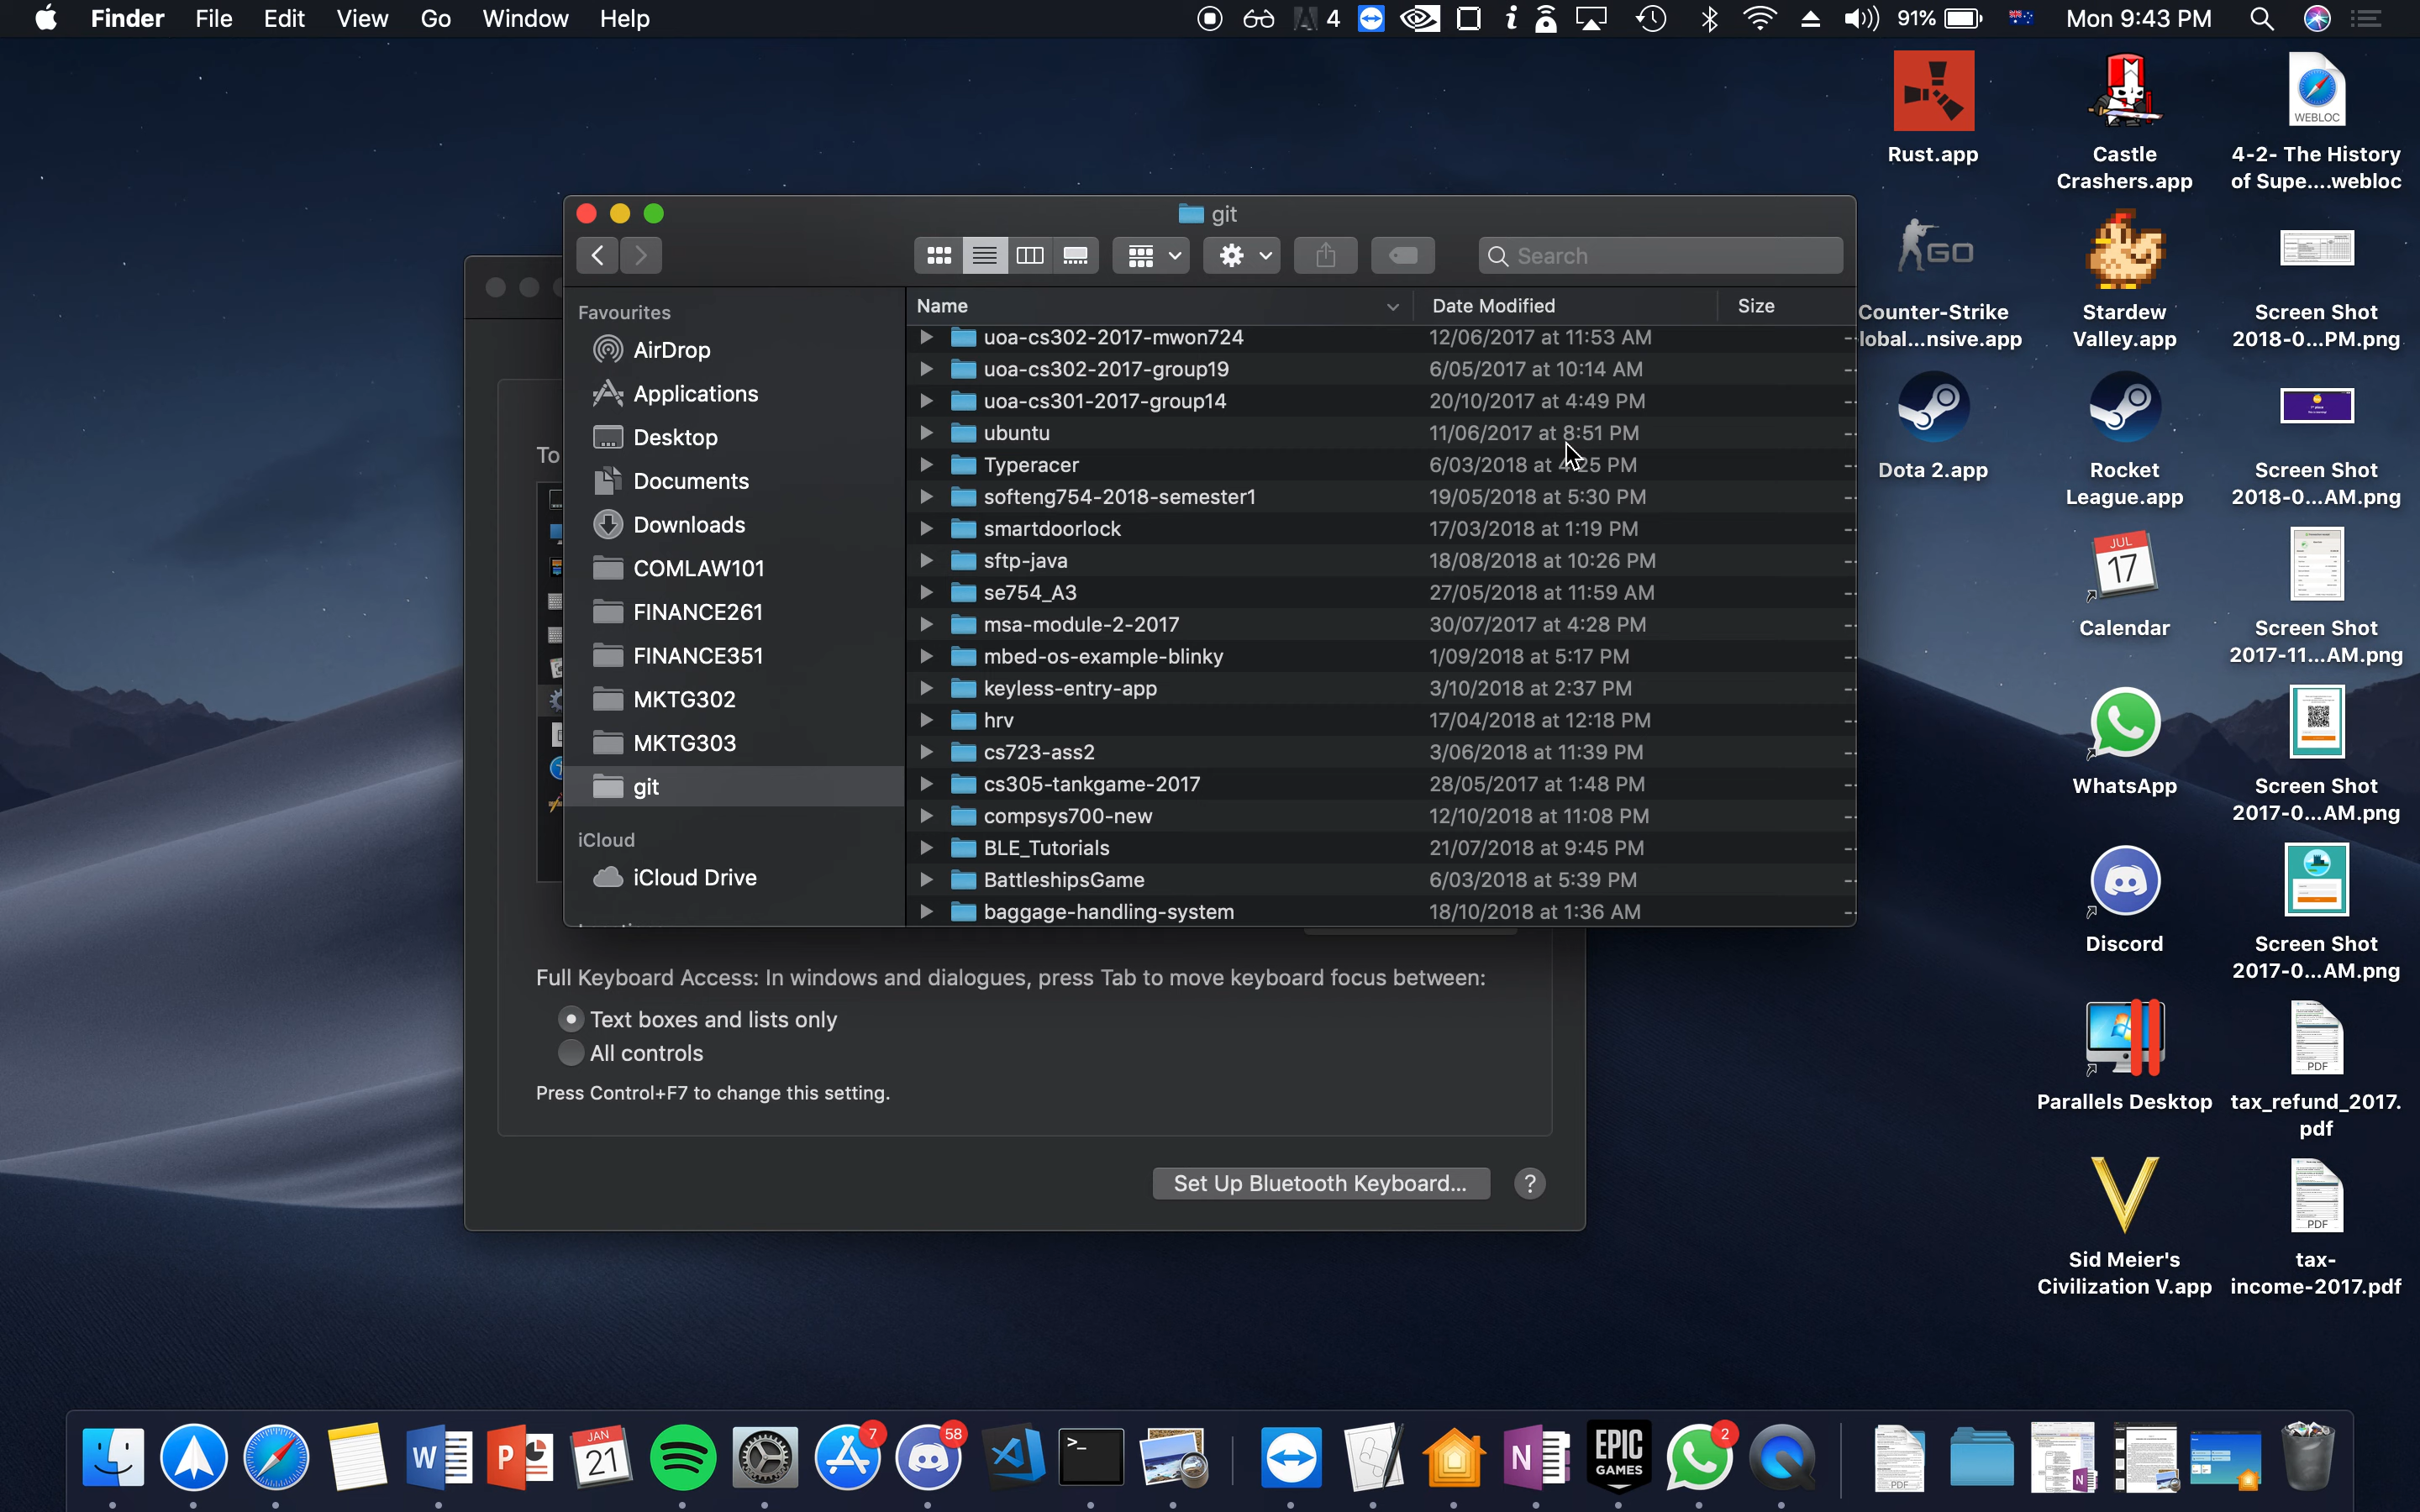 Finder File Edit View Go Window Help
4 91% Mon 9:43 PM
git
Search
Favourites
AirDrop
Applications
Desktop
Documents
Downloads
COMLAW101
FINANCE261
FINANCE351
MKTG302
MKTG303
git
iCloud
iCloud Drive
Name Date Modified Size
uoa-cs302-2017-mwon724 12/06/2017 at 11:53 AM --
uoa-cs302-2017-group19 6/05/2017 at 10:14 AM --
uoa-cs301-2017-group14 20/10/2017 at 4:49 PM --
ubuntu 11/06/2017 at 8:51 PM --
Typeracer 6/03/2018 at 4:25 PM --
softeng754-2018-semester1 19/05/2018 at 5:30 PM --
smartdoorlock 17/03/2018 at 1:19 PM --
sftp-java 18/08/2018 at 10:26 PM --
se754_A3 27/05/2018 at 11:59 AM --
msa-module-2-2017 30/07/2017 at 4:28 PM --
mbed-os-example-blinky 1/09/2018 at 5:17 PM --
keyless-entry-app 3/10/2018 at 2:37 PM --
hrv 17/04/2018 at 12:18 PM --
cs723-ass2 3/06/2018 at 11:39 PM --
cs305-tankgame-2017 28/05/2017 at 1:48 PM --
compsys700-new 12/10/2018 at 11:08 PM --
BLE_Tutorials 21/07/2018 at 9:45 PM --
BattleshipsGame 6/03/2018 at 5:39 PM --
baggage-handling-system 18/10/2018 at 1:36 AM --
To
Full Keyboard Access: In windows and dialogues, press Tab to move keyboard focus between:
Text boxes and lists only
All controls
Press Control+F7 to change this setting.
Set Up Bluetooth Keyboard... ?
Rust.app
GO
Counter-Strike
lobal...nsive.app
Dota 2.app
Castle
Crashers.app
Stardew
Valley.app
Rocket
League.app
JUL
17
Calendar
WhatsApp
Discord
Parallels Desktop
Sid Meier's
Civilization V.app
WEBLOC
4-2- The History
of Supe....webloc
Screen Shot
2018-0...PM.png
Screen Shot
2018-0...AM.png
Screen Shot
2017-11...AM.png
Screen Shot
2017-0...AM.png
Screen Shot
2017-0...AM.png
PDF
tax_refund_2017.
pdf
PDF
tax-
income-2017.pdf
W P JAN
21
7 58 >_ N EPIC
GAMES
2 PDF N